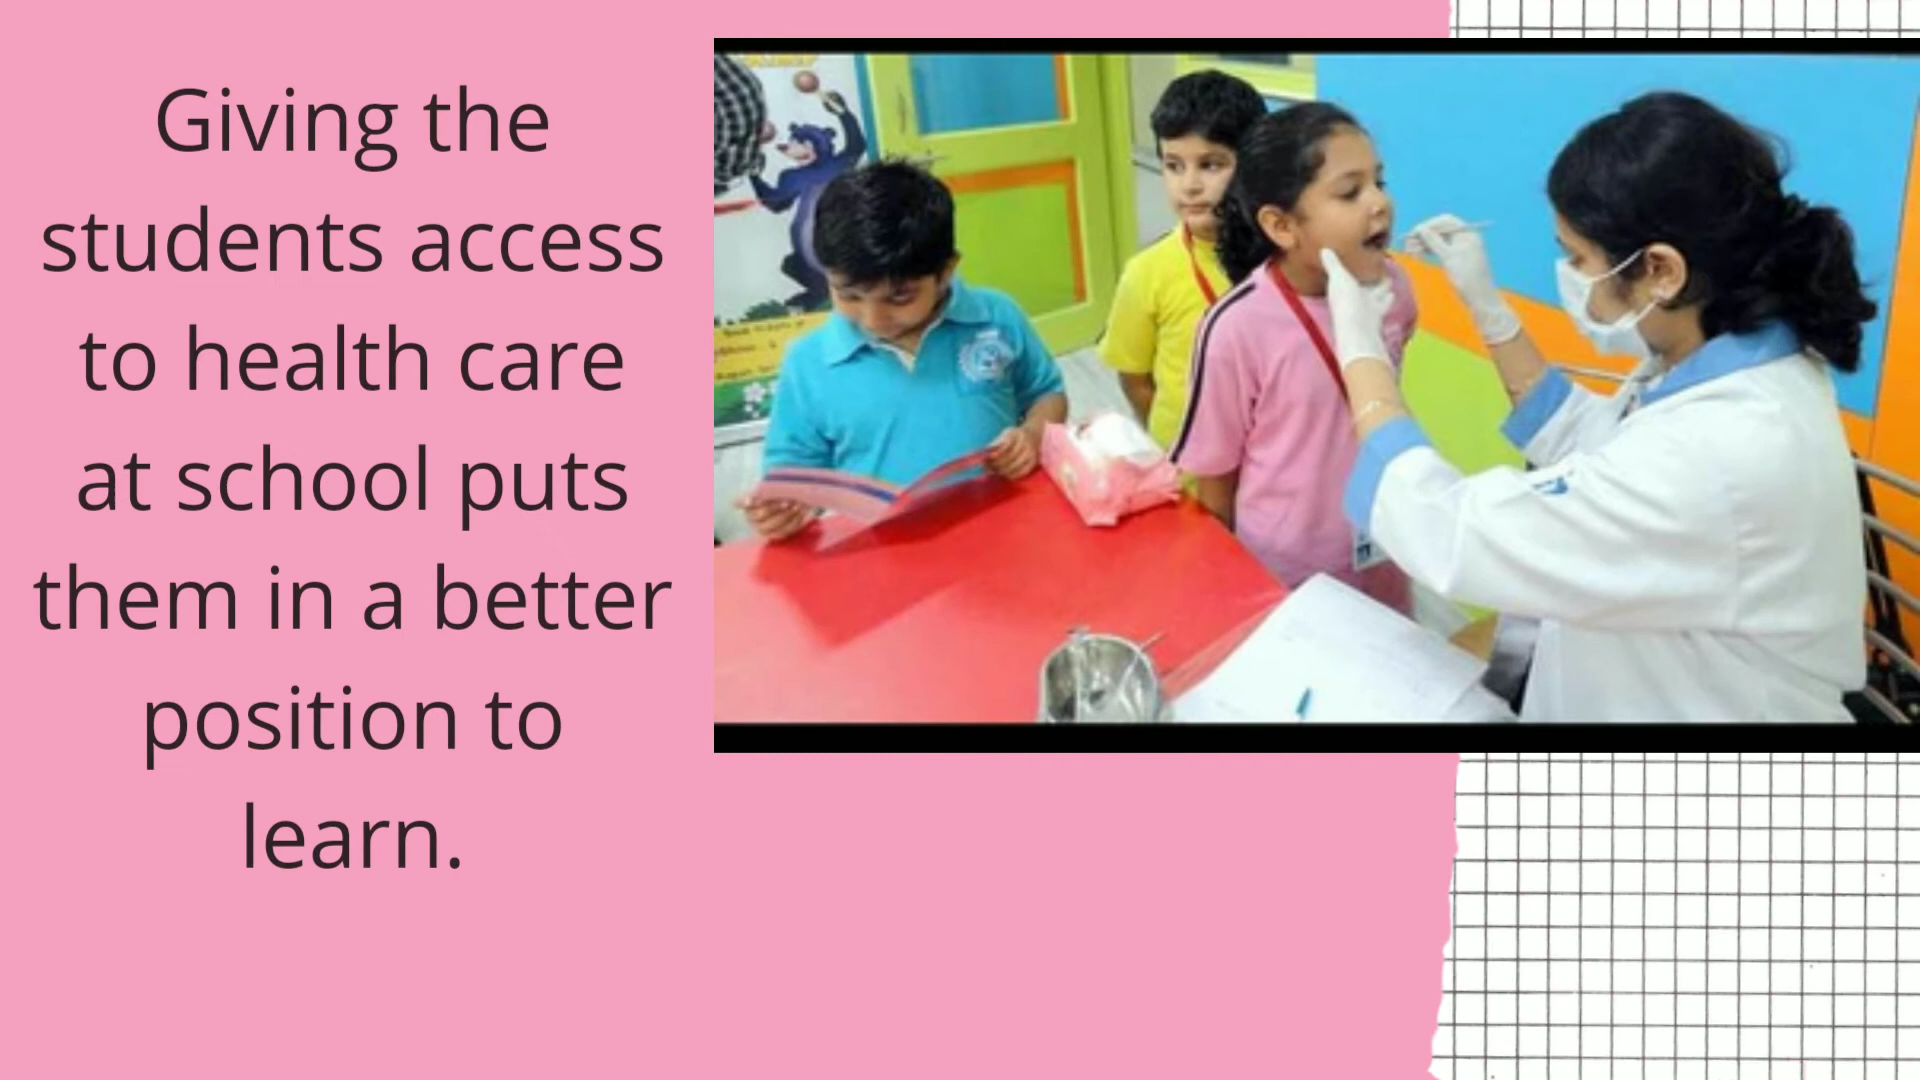 Giving the
students access
to health care
at school puts
them in a better
position to
learn.